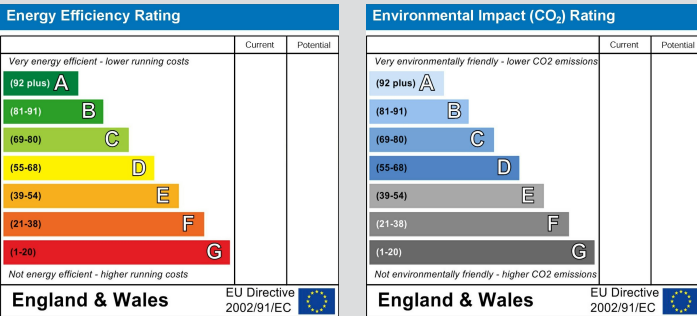 Energy Efficiency Rating
Current Potential
Very energy efficient - lower running costs
(92 plus) A
(81-91) B
(69-80) C
(55-68) D
(39-54) E
(21-38) F
(1-20) G
Not energy efficient - higher running costs
England & Wales
EU Directive
2002/91/EC
Environmental Impact (CO₂) Rating
Current Potential
Very environmentally friendly - lower CO2 emissions
(92 plus) A
(81-91) B
(69-80) C
(55-68) D
(39-54) E
(21-38) F
(1-20) G
Not environmentally friendly - higher CO2 emissions
England & Wales
EU Directive
2002/91/EC